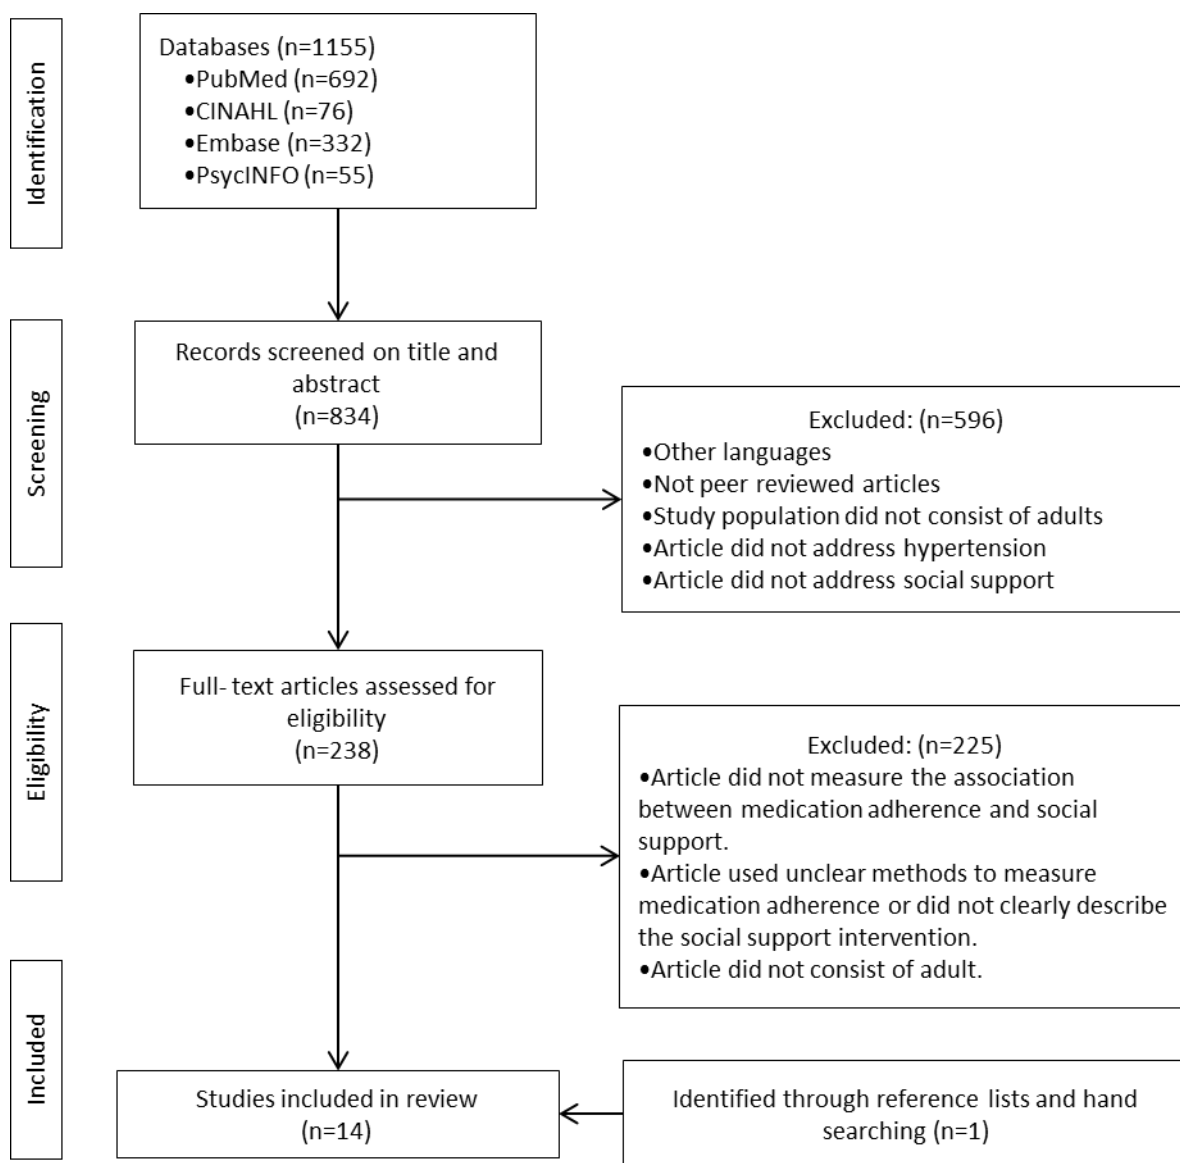 Identification
Databases (n=1155)
•PubMed (n=692)
•CINAHL (n=76)
•Embase (n=332)
•PsycINFO (n=55)
Screening
Records screened on title and
abstract
(n=834)
Excluded: (n=596)
•Other languages
•Not peer reviewed articles
•Study population did not consist of adults
•Article did not address hypertension
•Article did not address social support
Eligibility
Full- text articles assessed for
eligibility
(n=238)
Excluded: (n=225)
•Article did not measure the association
between medication adherence and social
support.
•Article used unclear methods to measure
medication adherence or did not clearly describe
the social support intervention.
•Article did not consist of adult.
Included
Studies included in review
(n=14)
Identified through reference lists and hand
searching (n=1)